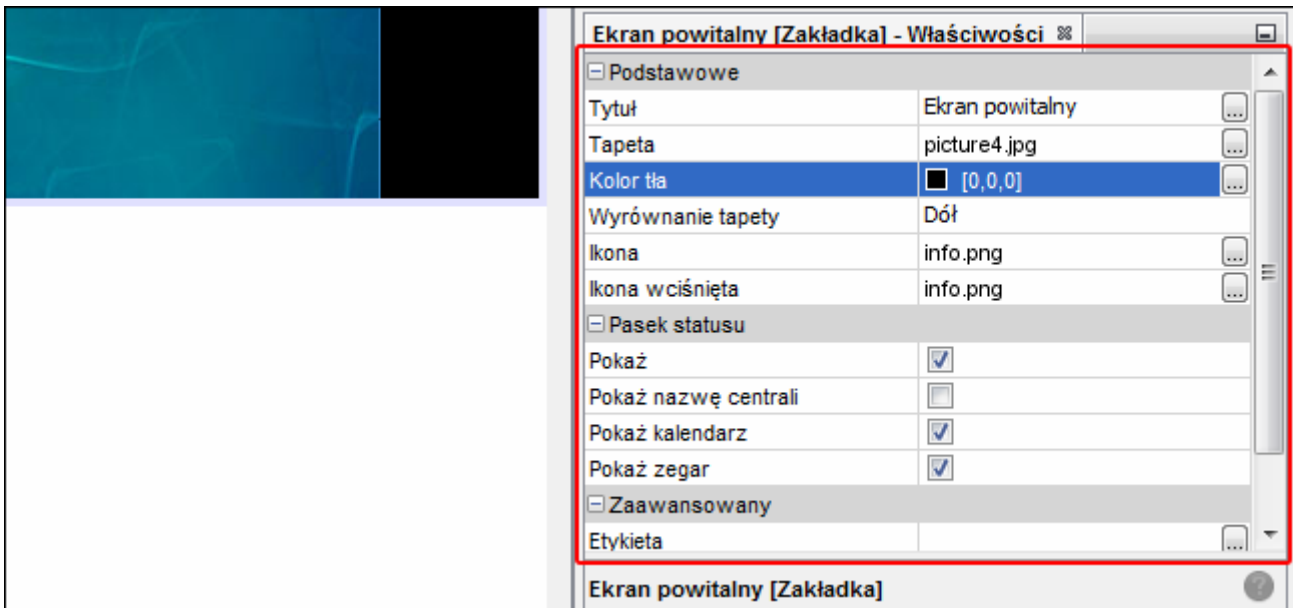 Ekran powitalny [Zakładka] - Właściwości
Podstawowe
Tytuł Ekran powitalny ...
Tapeta picture4.jpg ...
Kolor tła [0,0,0] ...
Wyrównanie tapety Dół
Ikona info.png ...
Ikona wciśnięta info.png ...
Pasek statusu
Pokaż
Pokaż nazwę centrali
Pokaż kalendarz
Pokaż zegar
Zaawansowany
Etykieta ...
Ekran powitalny [Zakładka] ?